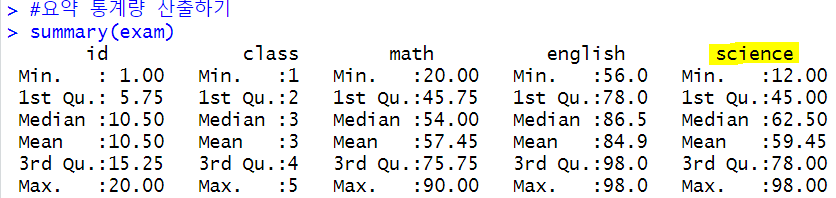 > #요약 통계량 산출하기
> summary(exam)
id class math english science
Min. : 1.00 Min. :1 Min. :20.00 Min. :56.0 Min. :12.00
1st Qu.: 5.75 1st Qu.:2 1st Qu.:45.75 1st Qu.:78.0 1st Qu.:45.00
Median :10.50 Median :3 Median :54.00 Median :86.5 Median :62.50
Mean :10.50 Mean :3 Mean :57.45 Mean :84.9 Mean :59.45
3rd Qu.:15.25 3rd Qu.:4 3rd Qu.:75.75 3rd Qu.:98.0 3rd Qu.:78.00
Max. :20.00 Max. :5 Max. :90.00 Max. :98.0 Max. :98.00